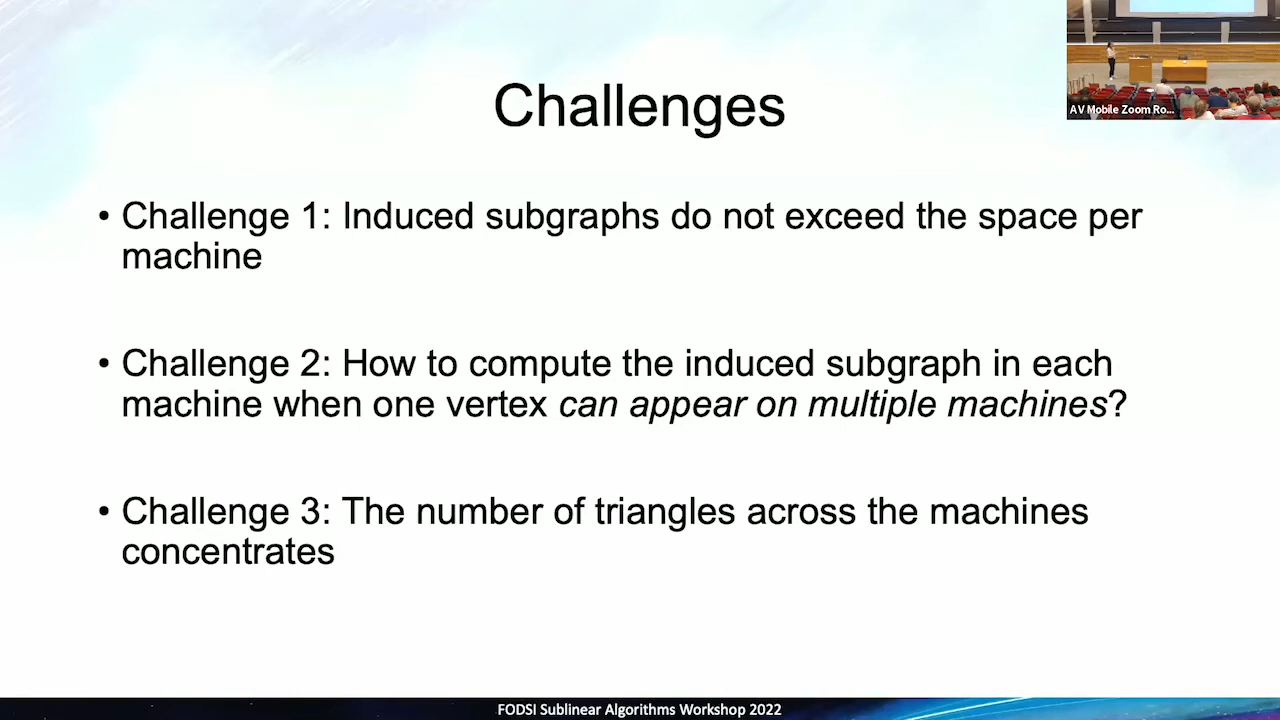 AV Mobile Zoom Ro...
Challenges
• Challenge 1: Induced subgraphs do not exceed the space per
machine
• Challenge 2: How to compute the induced subgraph in each
machine when one vertex can appear on multiple machines?
• Challenge 3: The number of triangles across the machines
concentrates
FODSI Sublinear Algorithms Workshop 2022